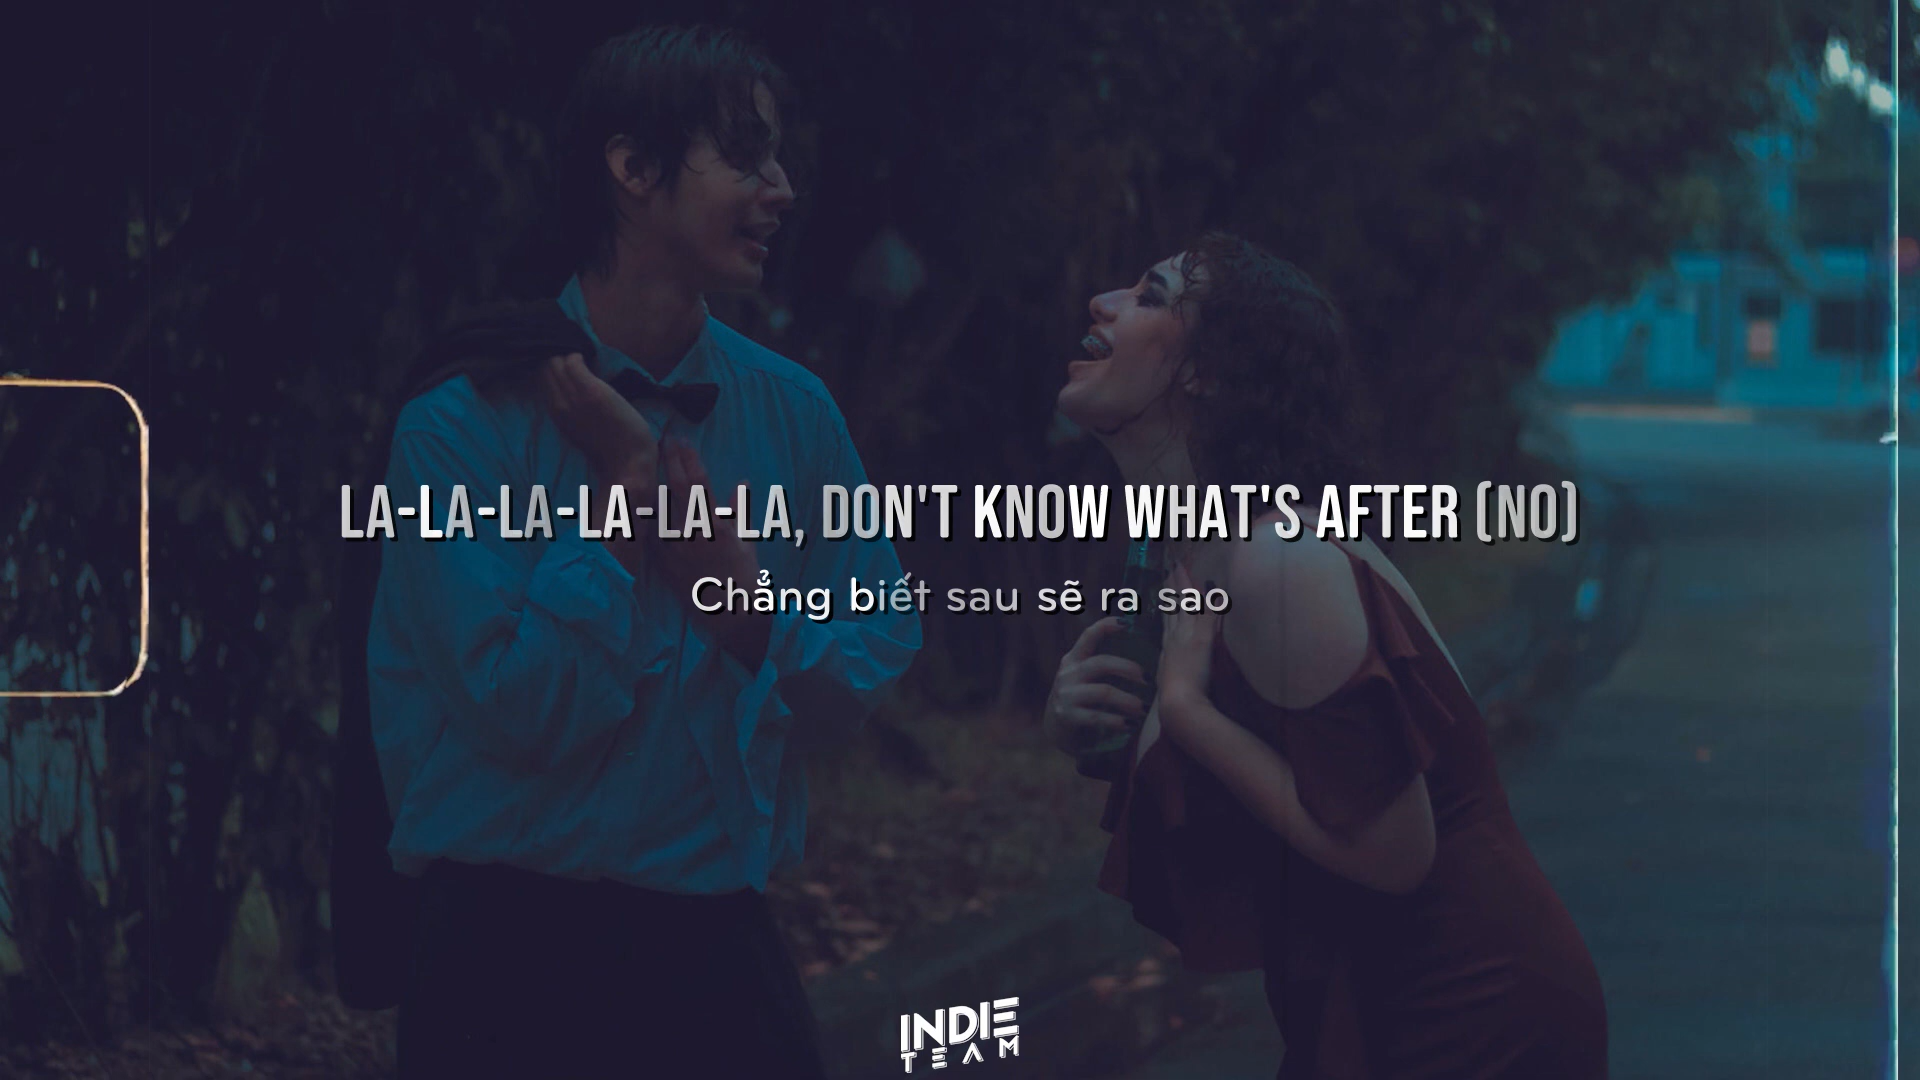 LA-LA-LA-LA-LA-LA, DON'T KNOW WHAT'S AFTER (NO)
Chẳng biết sau sẽ ra sao
INDIE
TEAM